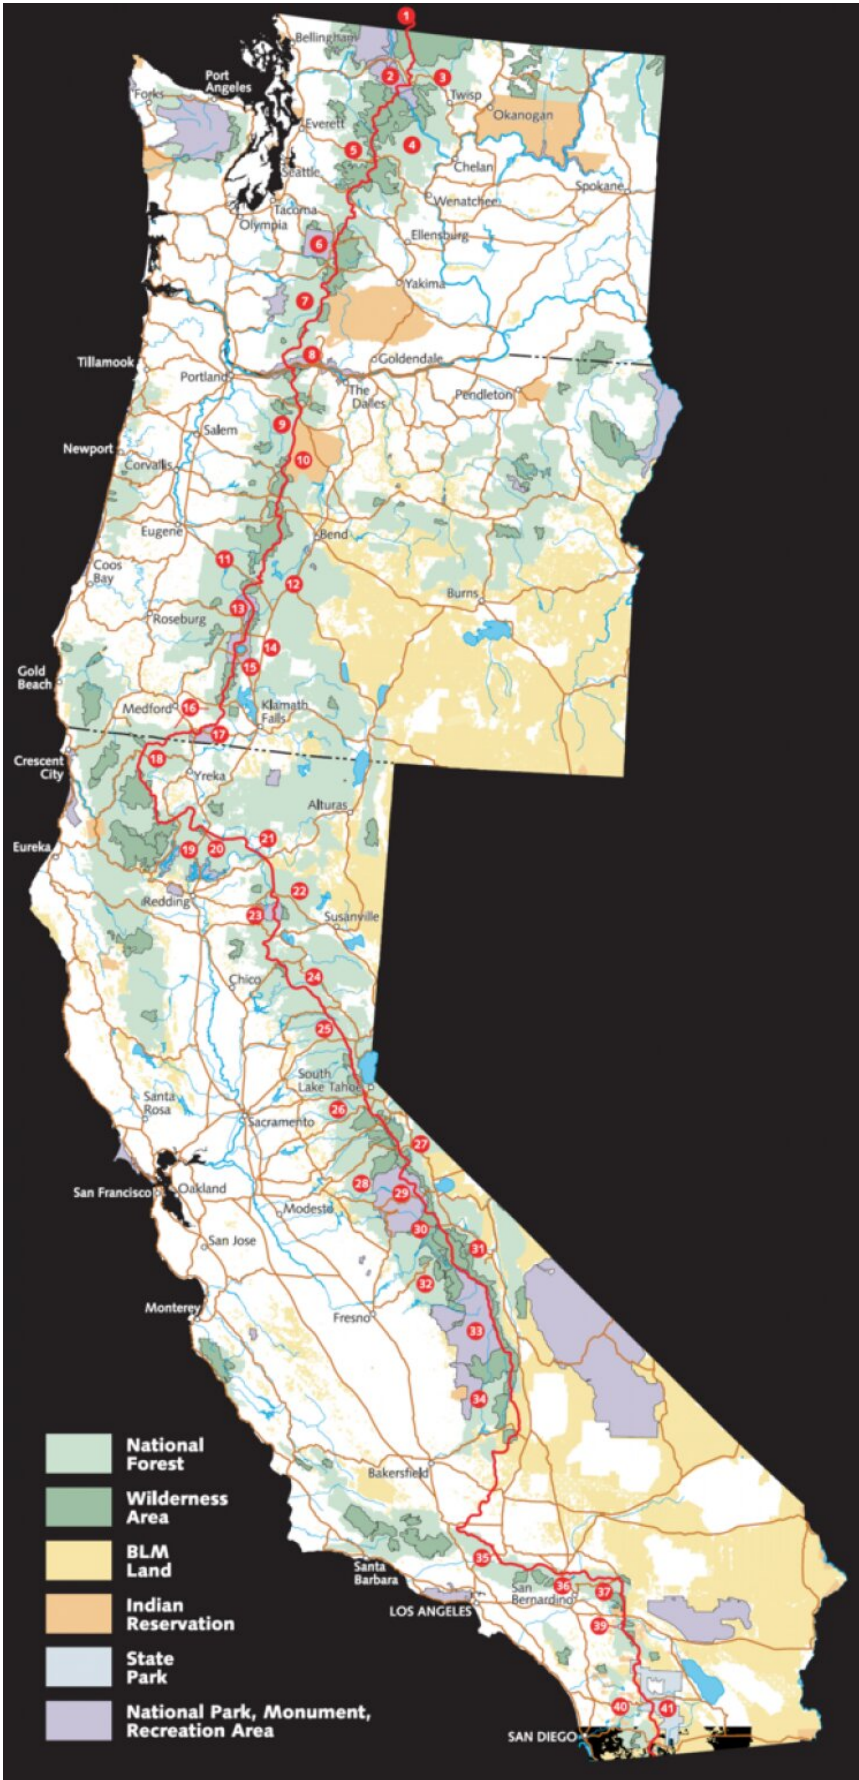 1
Bellingham
2
3
Port
Angeles
Forks
Twisp
Okanogan
Everett
5
4
Chelan
Seattle
Spokane
Wenatchee
Tacoma
Olympia
6
Ellensburg
Yakima
7
8
Goldendale
Tillamook
Portland
The
Dalles
Pendleton
9
Salem
Newport
Corvallis
10
Eugene
Bend
11
Coos
Bay
12
Burns
13
Roseburg
14
15
Gold
Beach
Medford
16
Klamath
Falls
17
Crescent
City
18
Yreka
Alturas
Eureka
19
20
21
22
Redding
23
Susanville
24
Chico
25
South
Lake Tahoe
Santa
Rosa
26
Sacramento
27
28
29
San Francisco
Oakland
Modesto
30
San Jose
31
32
Monterey
Fresno
33
34
National
Forest
Bakersfield
Wilderness
Area
BLM
Land
35
Santa
Barbara
36
37
San
Bernardino
LOS ANGELES
Indian
Reservation
39
State
Park
40
41
National Park, Monument,
Recreation Area
SAN DIEGO